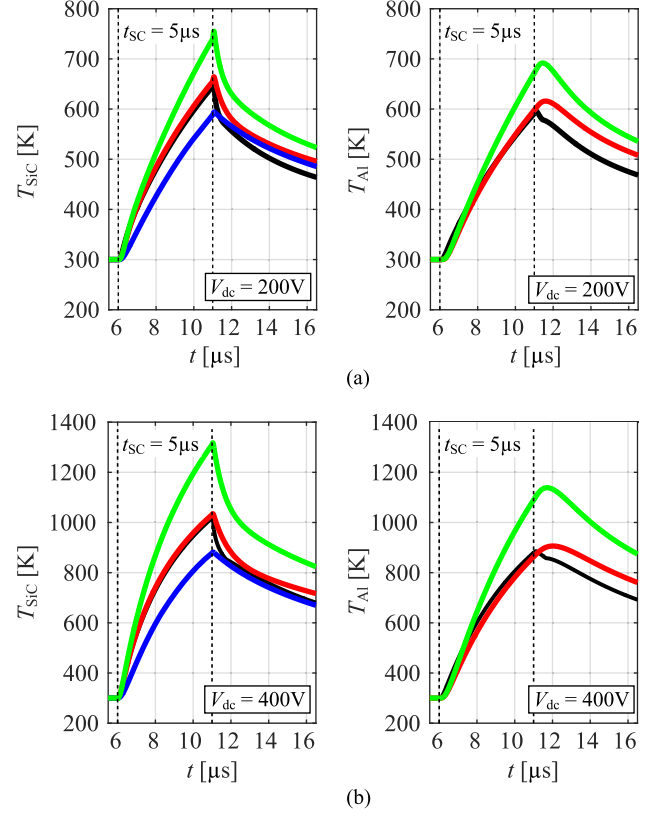 800
700
600
500
400
300
200
T_SiC [K]
t_SC = 5μs
V_dc = 200V
6 8 10 12 14 16
t [μs]
800
700
600
500
400
300
200
T_Al [K]
t_SC = 5μs
V_dc = 200V
6 8 10 12 14 16
t [μs]
(a)
1400
1200
1000
800
600
400
200
T_SiC [K]
t_SC = 5μs
V_dc = 400V
6 8 10 12 14 16
t [μs]
1400
1200
1000
800
600
400
200
T_Al [K]
t_SC = 5μs
V_dc = 400V
6 8 10 12 14 16
t [μs]
(b)